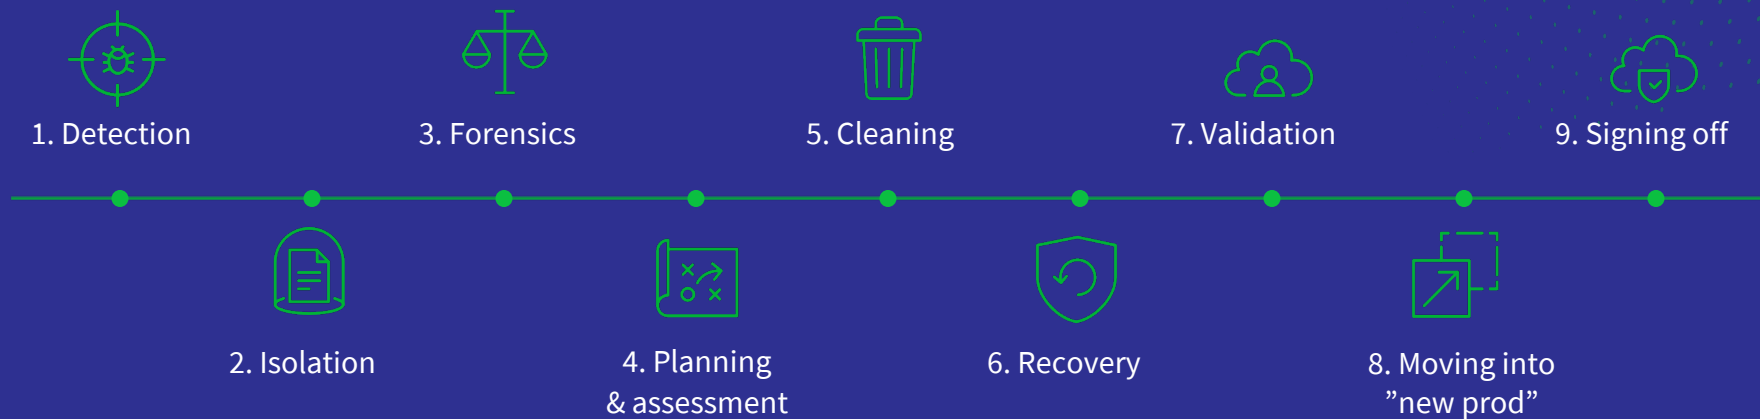 1. Detection
2. Isolation
3. Forensics
4. Planning
& assessment
5. Cleaning
6. Recovery
7. Validation
8. Moving into
”new prod”
9. Signing off